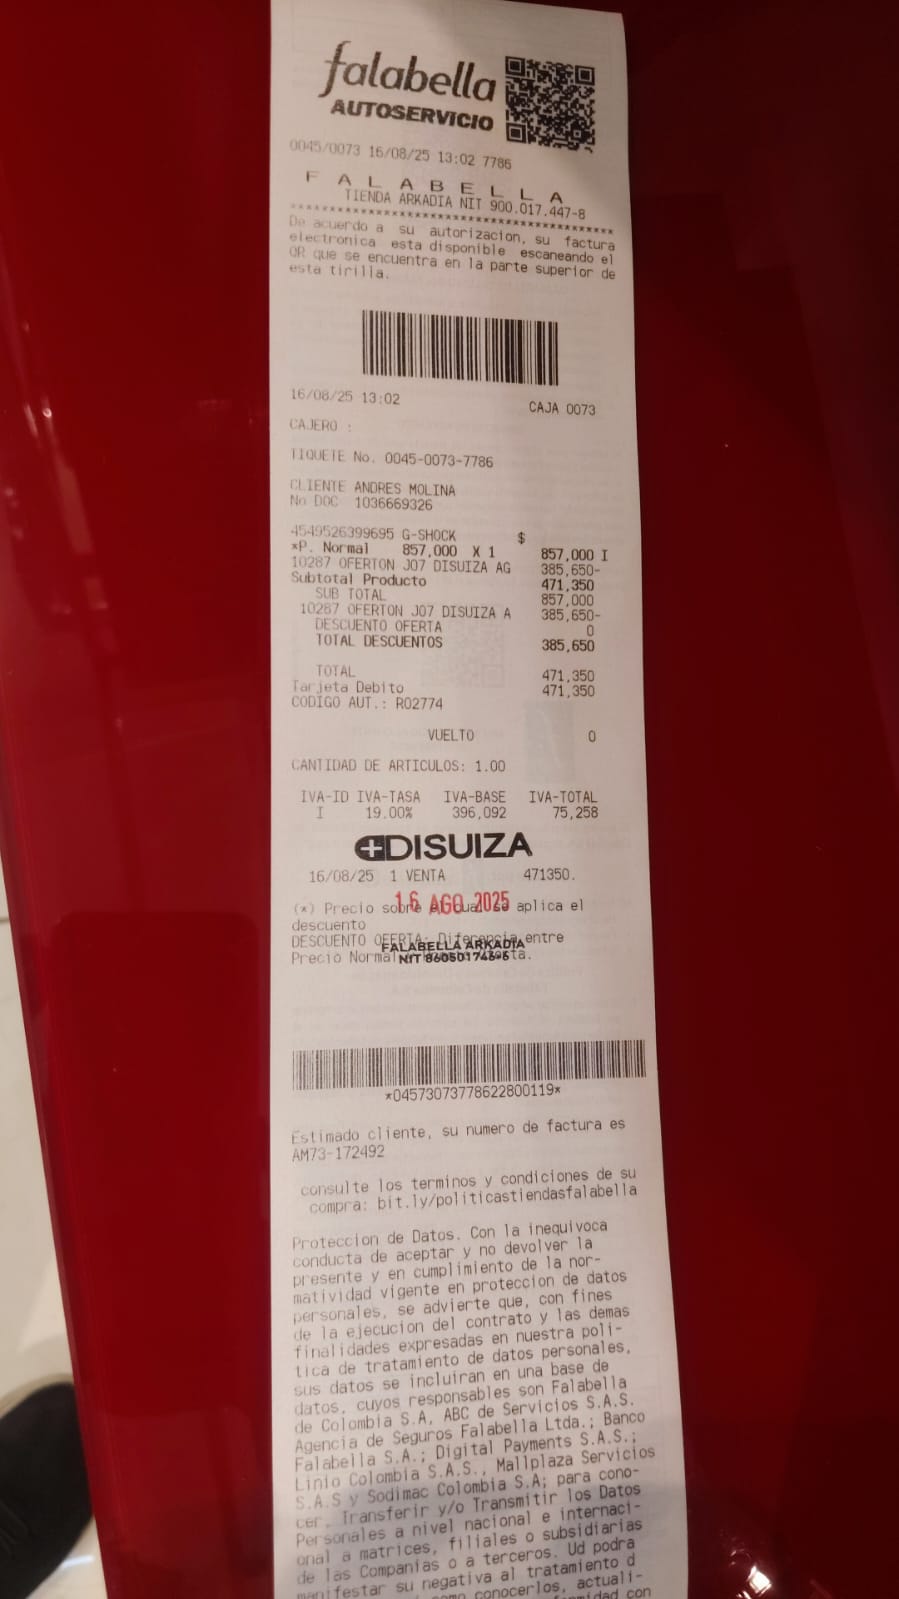 falabella
AUTOSERVICIO
0045/0073 16/08/25 13:02 7786
F A L A B E L L A
TIENDA ARKADIA NIT 900.017.447-8
De acuerdo a su autorizacion, su factura
electronica esta disponible escaneando el
QR que se encuentra en la parte superior de
esta tirilla.
16/08/25 13:02 CAJA 0073
CAJERO :
TIQUETE No. 0045-0073-7786
CLIENTE ANDRES MOLINA
No DOC 1036669326
4549526399695 G-SHOCK $
*P. Normal 857,000 X 1 857,000 I
10287 OFERTON J07 DISUIZA AG 385,650-
Subtotal Producto 471,350
SUB TOTAL 857,000
10287 OFERTON J07 DISUIZA A 385,650-
DESCUENTO OFERTA 0
TOTAL DESCUENTOS 385,650
TOTAL 471,350
Tarjeta Debito 471,350
CODIGO AUT.: R02774
VUELTO 0
CANTIDAD DE ARTICULOS: 1.00
IVA-ID IVA-TASA IVA-BASE IVA-TOTAL
I 19.00% 396,092 75,258
DISUIZA
16/08/25 1 VENTA 471350.
16 AGO 2025
(*) Precio sobre el cual se aplica el
descuento
DESCUENTO OFERTA: Diferencia entre
FALABELLA ARKADIA
Precio Normal
NIT 860501746-5
*04573073778622800119*
Estimado cliente, su numero de factura es
AM73-172492
consulte los terminos y condiciones de su
compra: bit.ly/politicastiendasfalabella
Proteccion de Datos. Con la inequivoca
conducta de aceptar y no devolver la
presente y en cumplimiento de la nor-
matividad vigente en proteccion de datos
personales, se advierte que, con fines
de la ejecucion del contrato y las demas
finalidades expresadas en nuestra poli-
tica de tratamiento de datos personales,
sus datos se incluiran en una base de
datos, cuyos responsables son Falabella
de Colombia S.A, ABC de Servicios S.A.S.
Agencia de Seguros Falabella Ltda.; Banco
Falabella S.A.; Digital Payments S.A.S.;
Linio Colombia S.A.S., Mallplaza Servicios
S.A.S y Sodimac Colombia S.A; para cono-
cer, Transferir y/o Transmitir los Datos
Personales a nivel nacional e internaci-
onal a matrices, filiales o subsidiarias
de las Companias o a terceros. Ud podra
manifestar su negativa al tratamiento d
conocerlos, actuali-
con